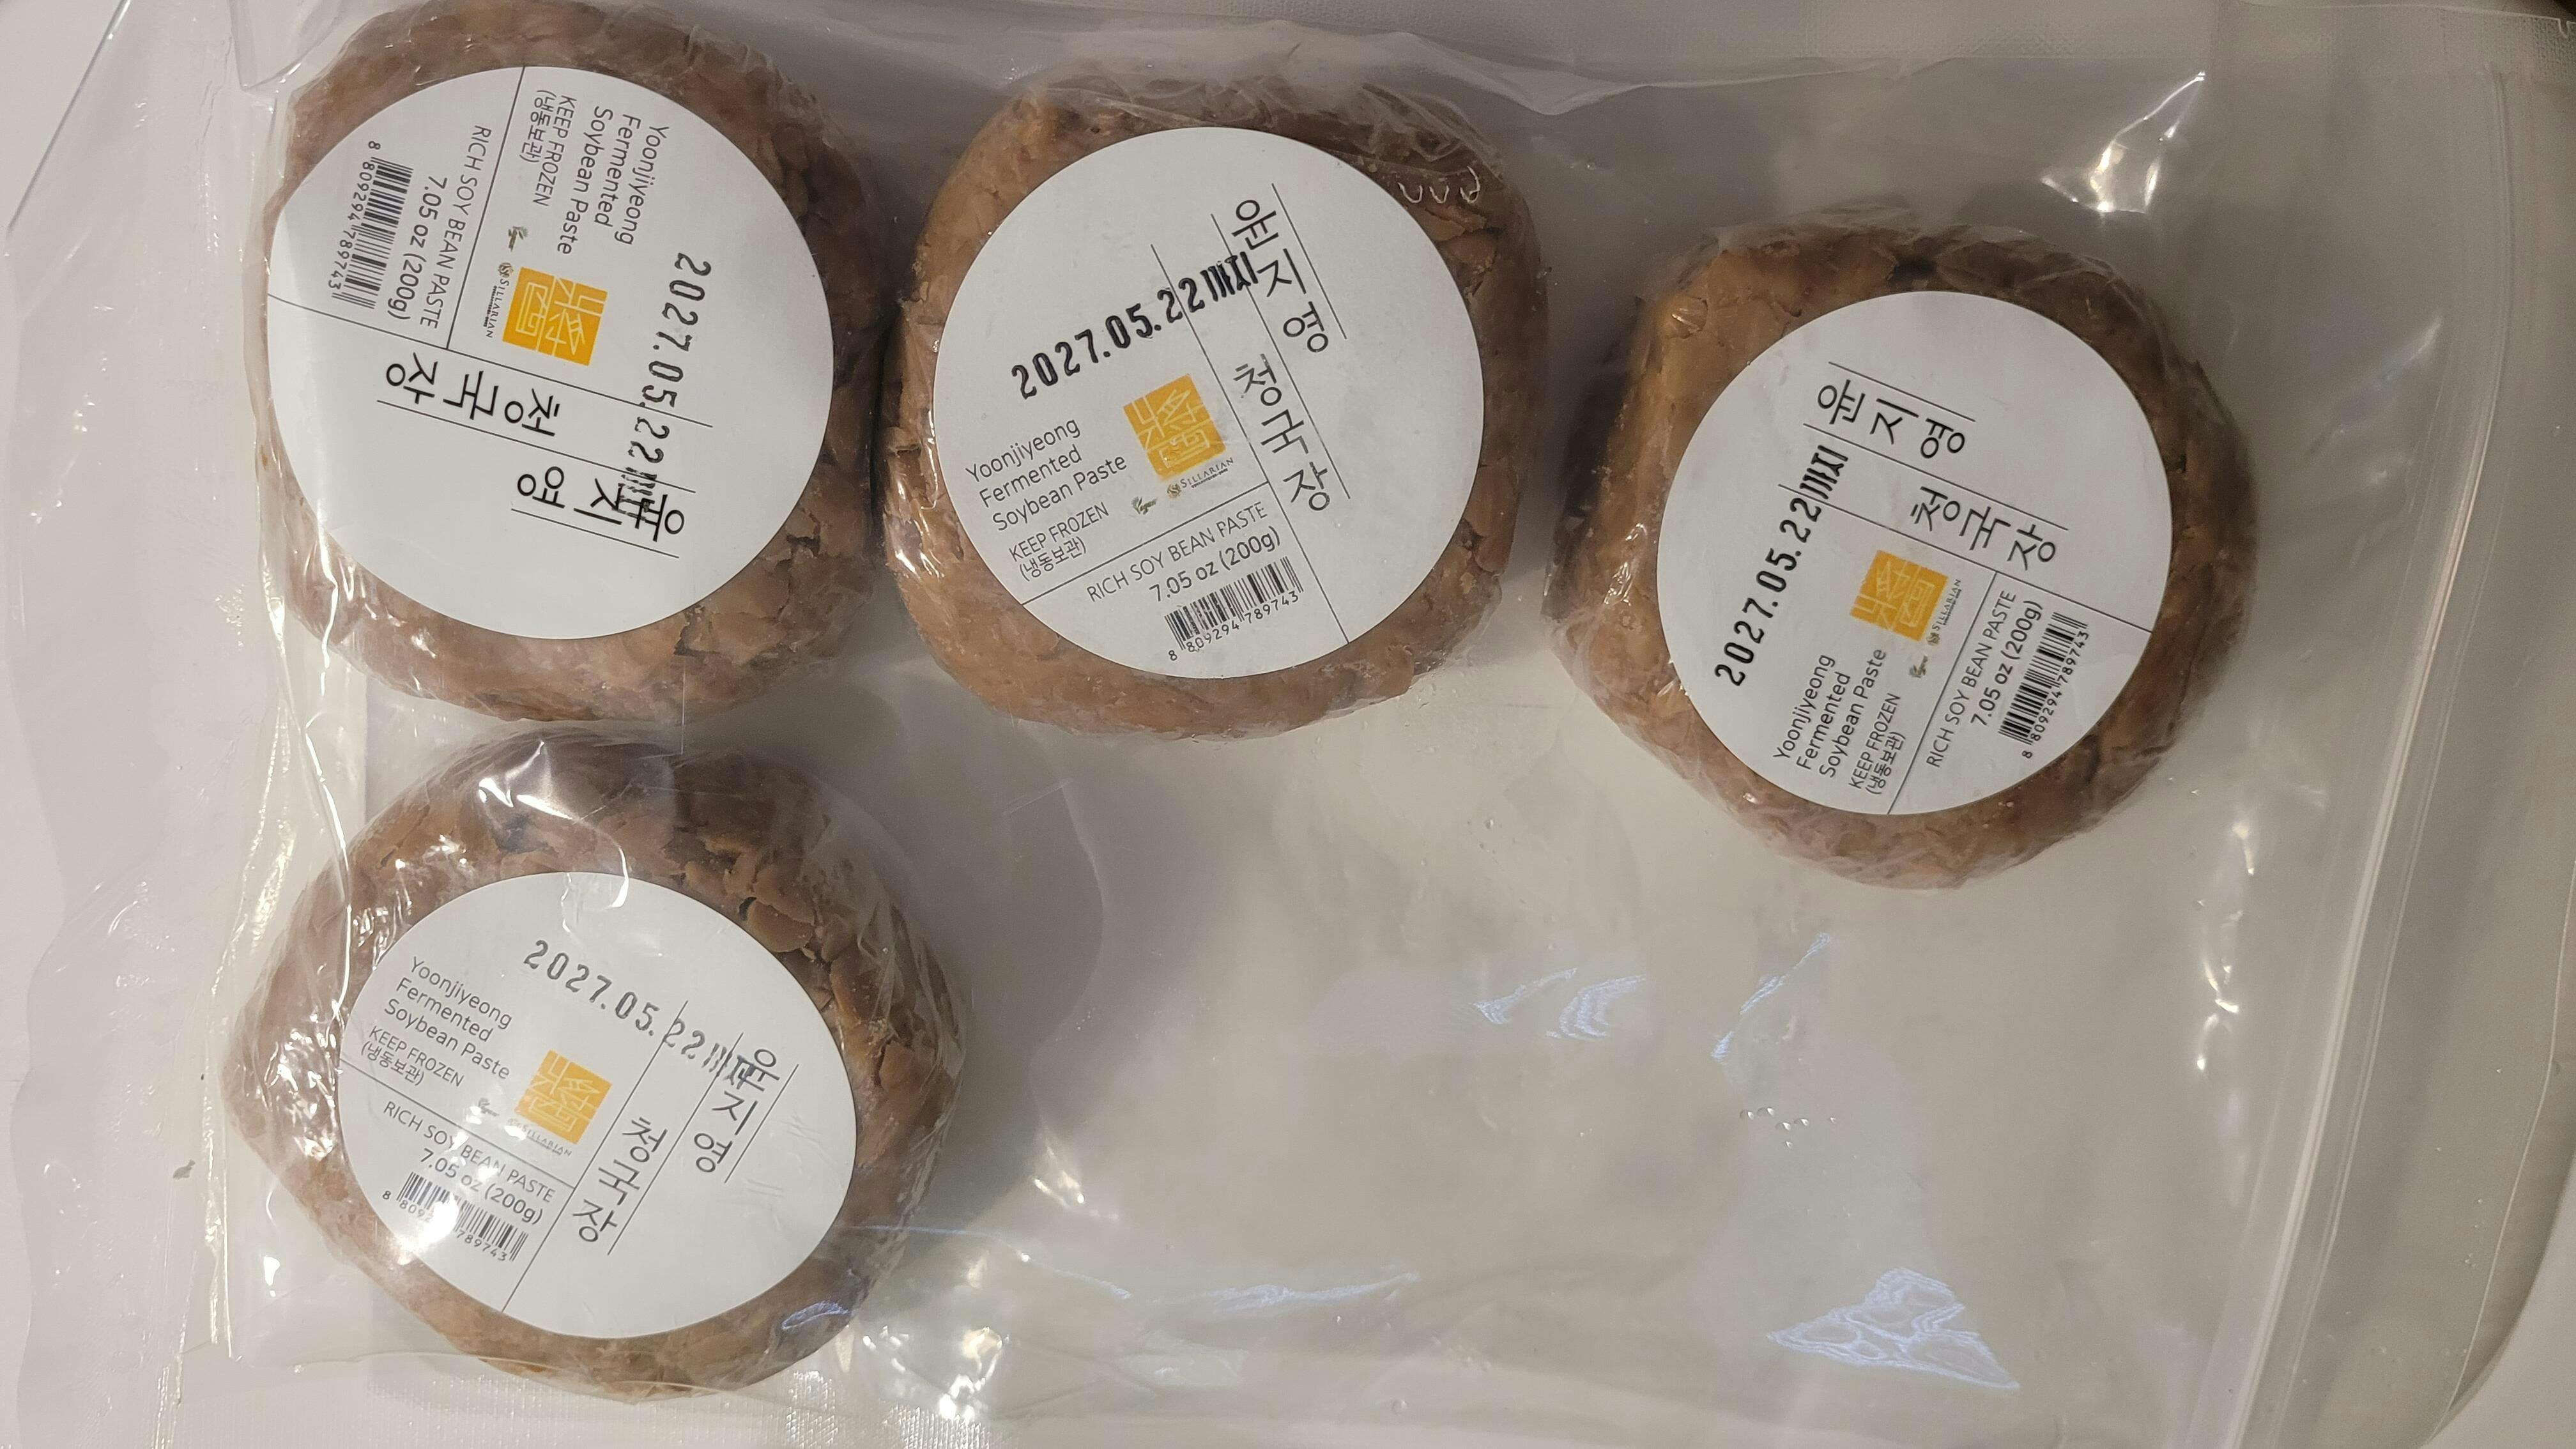 2027.05.22까지
윤지영
청국장
Yoonjiyeong
Fermented
Soybean Paste
KEEP FROZEN
(냉동보관)
SILLARIAN
RICH SOY BEAN PASTE
7.05 oz (200g)
8 809294 789743
2027.05.22까지
윤지영
청국장
Yoonjiyeong
Fermented
Soybean Paste
KEEP FROZEN
(냉동보관)
Vegan
SILLARIAN
RICH SOY BEAN PASTE
7.05 oz (200g)
8 809294 789743
윤지영
청국장
2027.05.22까지
Yoonjiyeong
Fermented
Soybean Paste
KEEP FROZEN
(냉동보관)
SILLARIAN
RICH SOY BEAN PASTE
7.05 oz (200g)
8 809294 789743
2027.05.22까지
윤지영
청국장
Yoonjiyeong
Fermented
Soybean Paste
KEEP FROZEN
(냉동보관)
SILLARIAN
RICH SOY BEAN PASTE
7.05 oz (200g)
789743